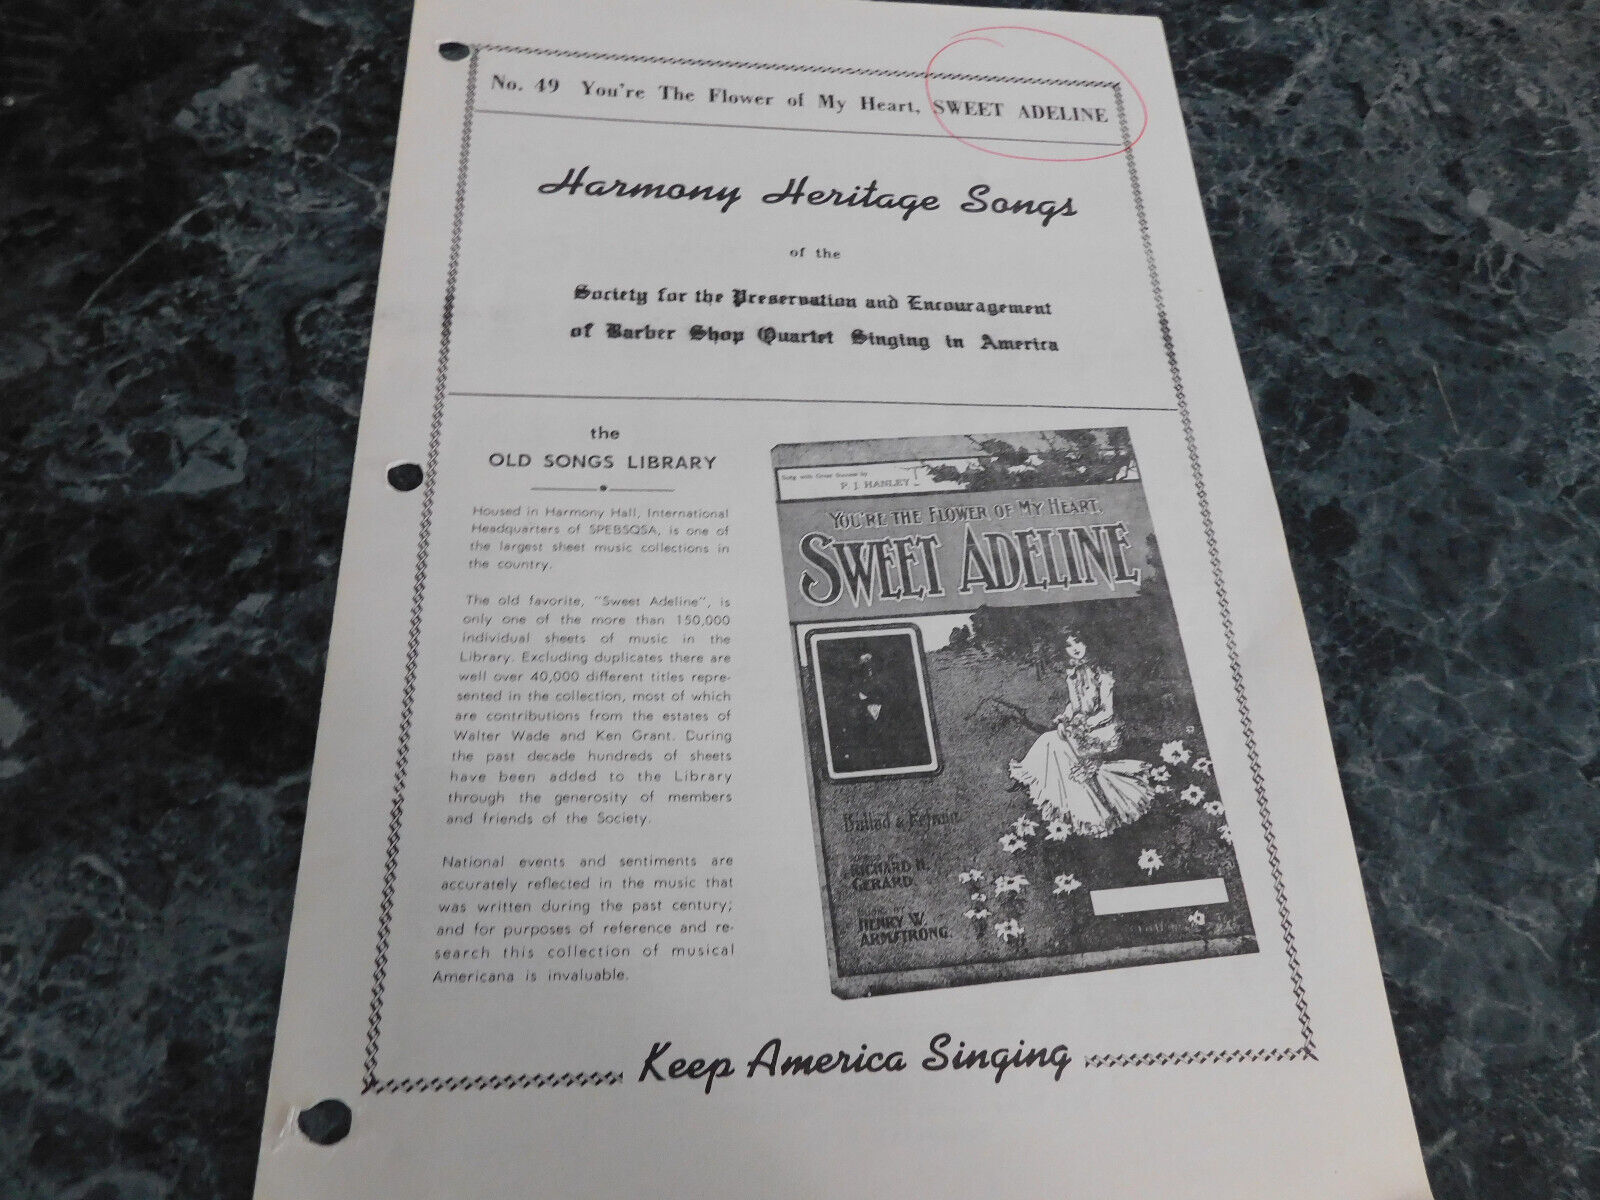 No. 49 You're The Flower of My Heart, SWEET ADELINE
Harmony Heritage Songs
of the
Society for the Preservation and Encouragement
of Barber Shop Quartet Singing in America
the
OLD SONGS LIBRARY
Housed in Harmony Hall, International
Headquarters of SPEBSQSA, is one of
the largest sheet music collections in
the country.
The old favorite, "Sweet Adeline", is
only one of the more than 150,000
individual sheets of music in the
Library. Excluding duplicates there are
well over 40,000 different titles repre-
sented in the collection, most of which
are contributions from the estates of
Walter Wade and Ken Grant. During
the past decade hundreds of sheets
have been added to the Library
through the generosity of members
and friends of the Society.
National events and sentiments are
accurately reflected in the music that
was written during the past century;
and for purposes of reference and re-
search this collection of musical
Americana is invaluable.
Sung with Great Success by
P. J. HANLEY
YOU'RE THE FLOWER OF MY HEART,
SWEET ADELINE
Ballad & Refrain
RICHARD H.
GERARD.
MUSIC BY
HENRY W.
ARMSTRONG.
Keep America Singing